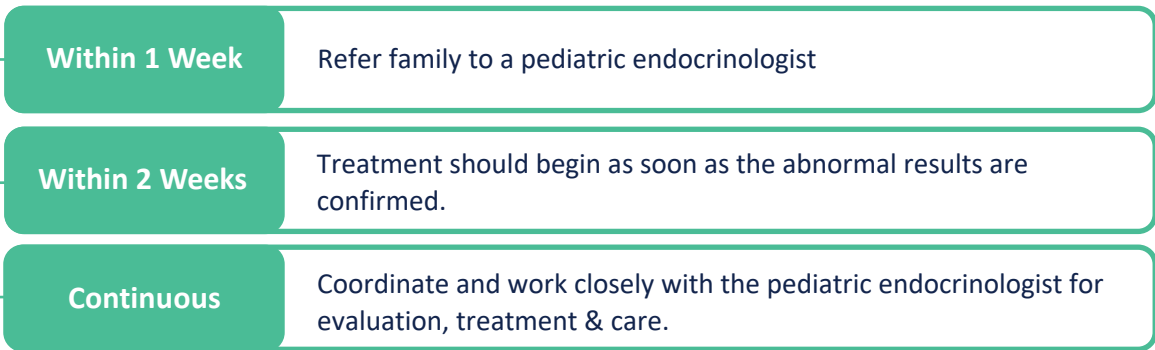 Within 1 Week
Refer family to a pediatric endocrinologist
Within 2 Weeks
Treatment should begin as soon as the abnormal results are
confirmed.
Continuous
Coordinate and work closely with the pediatric endocrinologist for
evaluation, treatment & care.